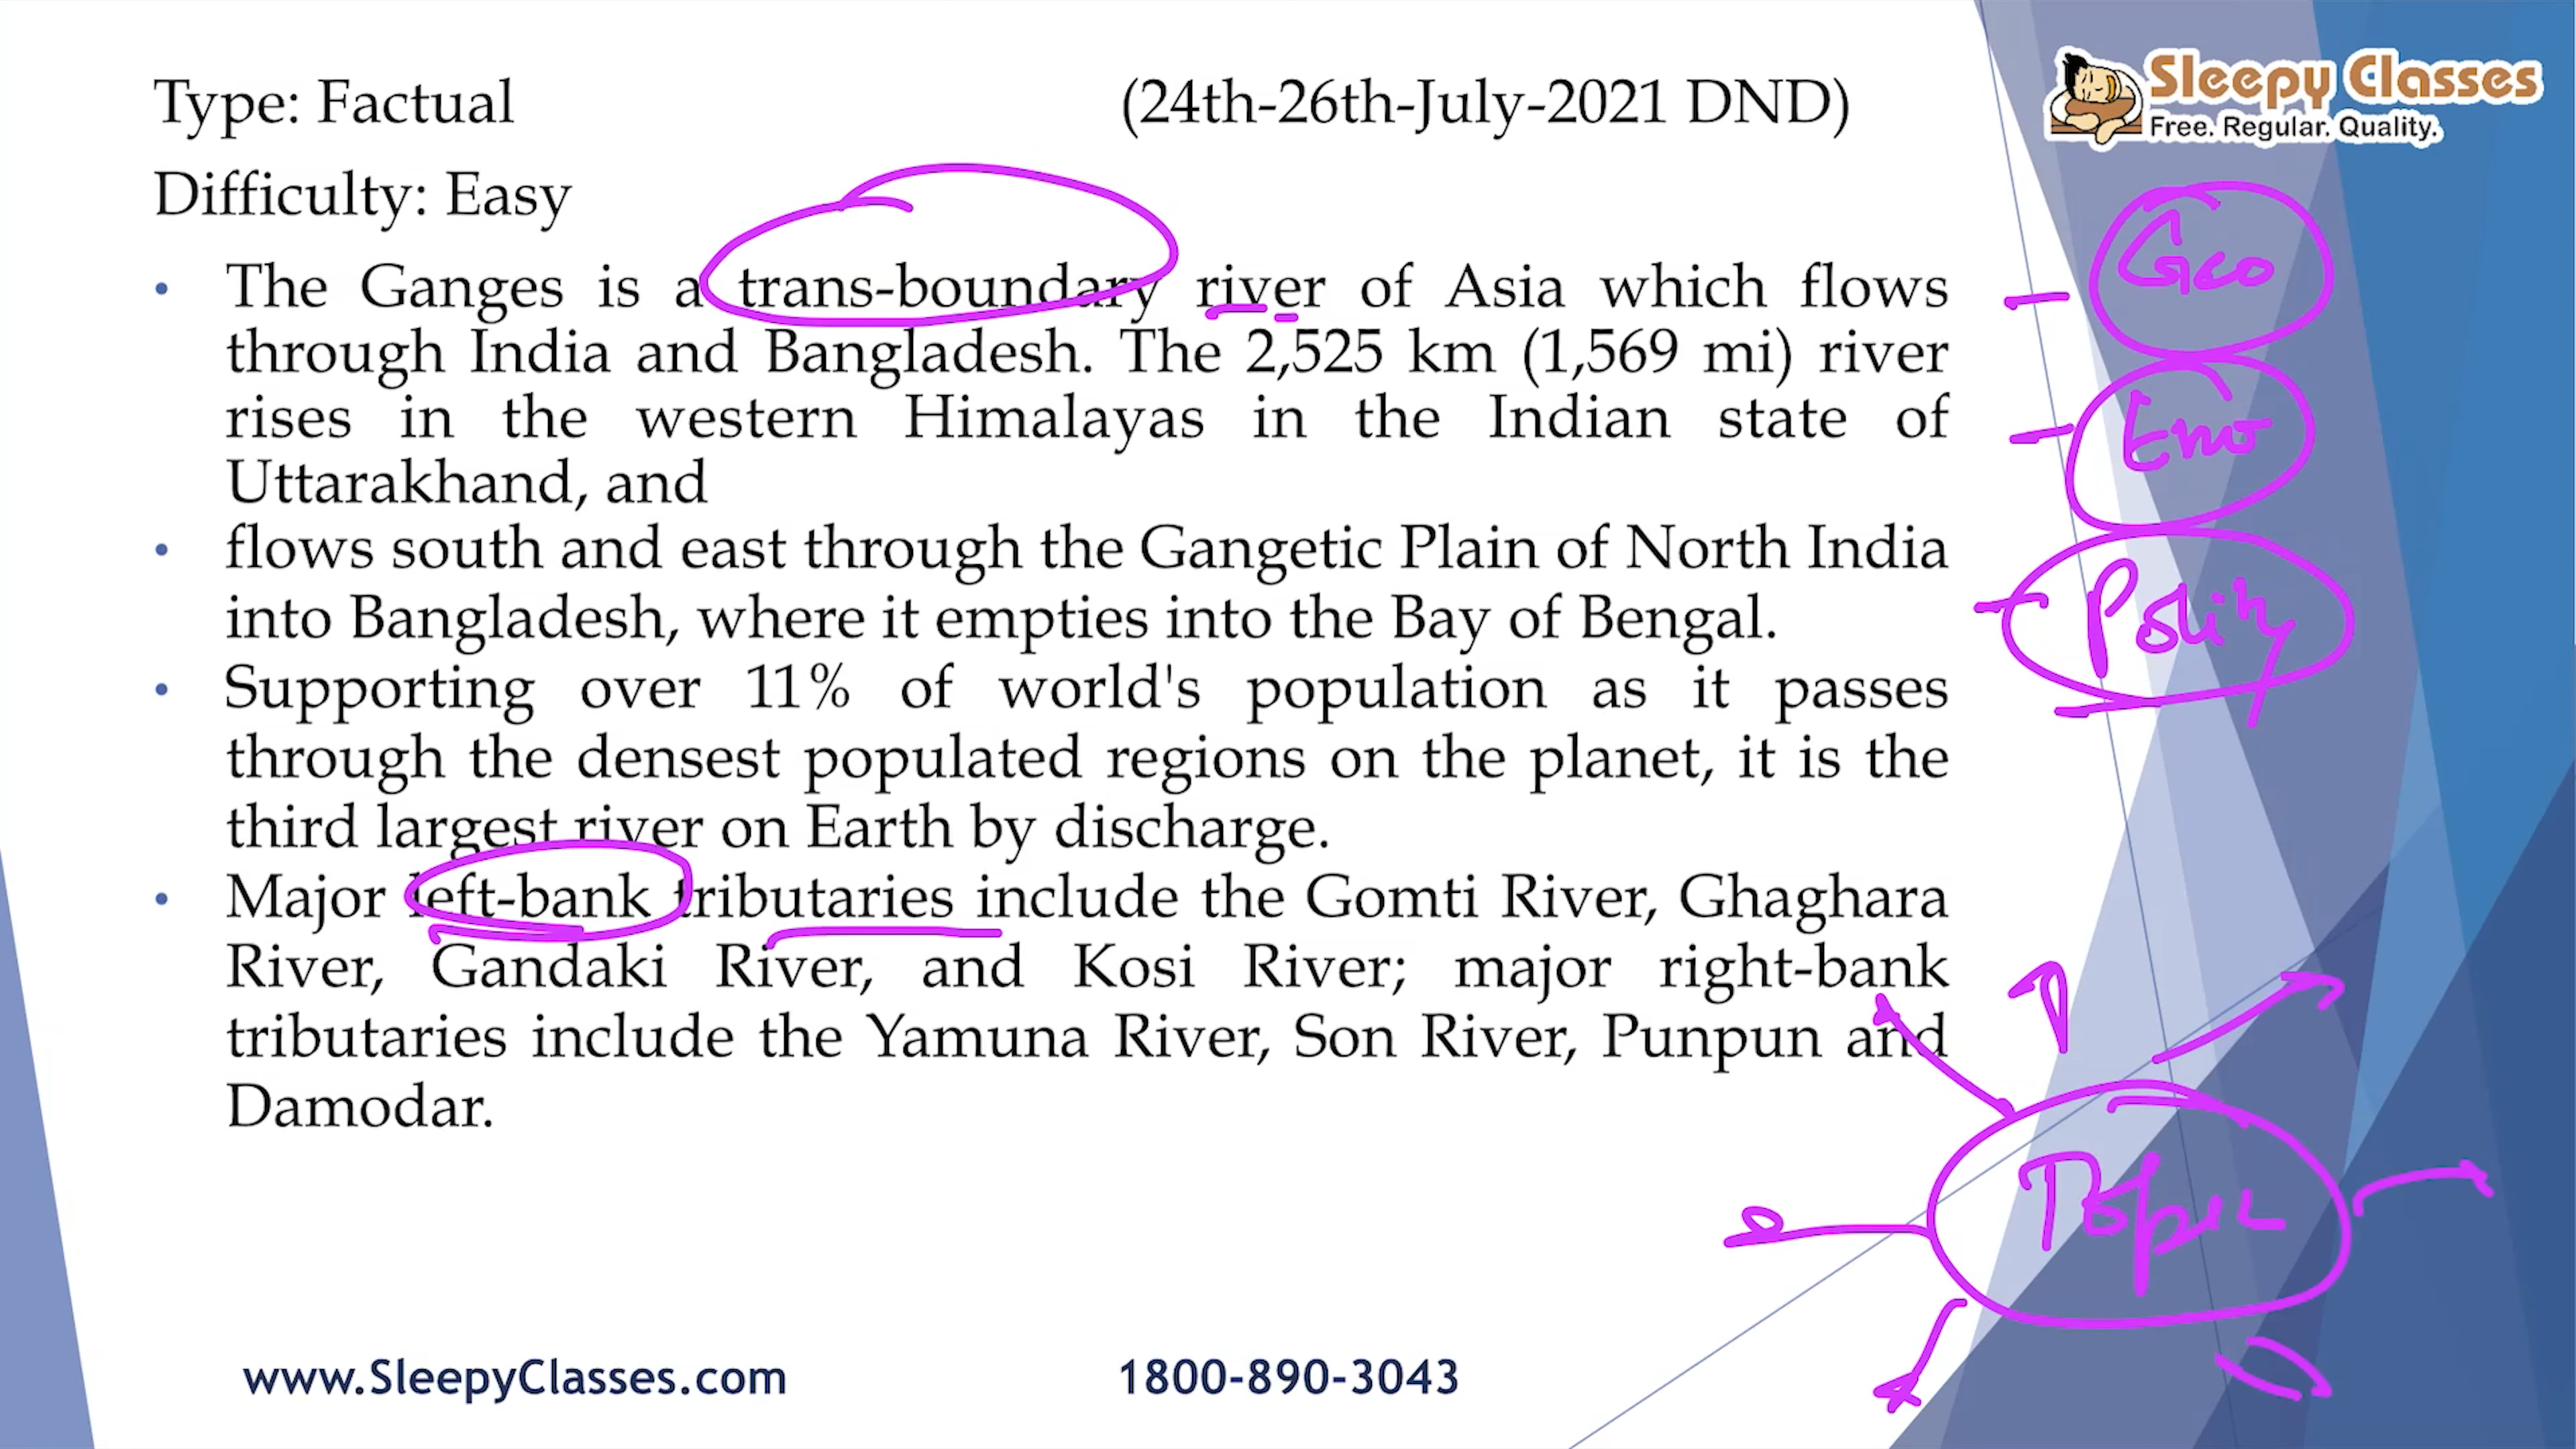 Type: Factual (24th-26th-July-2021 DND)
Sleepy Classes
Free. Regular. Quality.
Difficulty: Easy
Geo
• The Ganges is a trans-boundary river of Asia which flows
through India and Bangladesh. The 2,525 km (1,569 mi) river
rises in the western Himalayas in the Indian state of
Uttarakhand, and
Polity
• flows south and east through the Gangetic Plain of North India
into Bangladesh, where it empties into the Bay of Bengal.
• Supporting over 11% of world's population as it passes
through the densest populated regions on the planet, it is the
third largest river on Earth by discharge.
• Major left-bank tributaries include the Gomti River, Ghaghara
River, Gandaki River, and Kosi River; major right-bank
tributaries include the Yamuna River, Son River, Punpun and
Damodar.
www.SleepyClasses.com 1800-890-3043